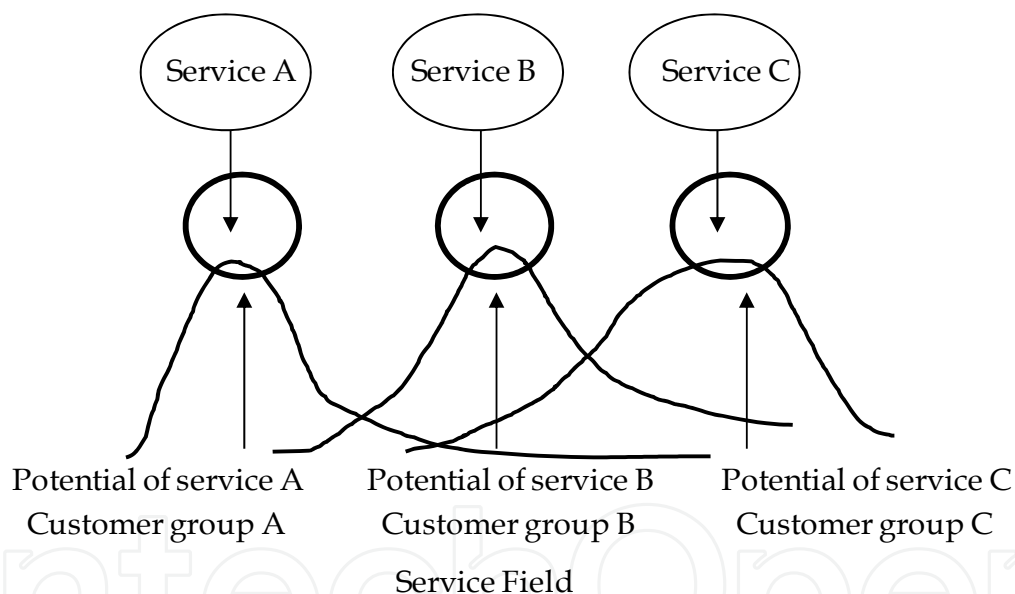 Service A
Service B
Service C
Potential of service A
Customer group A
Potential of service B
Customer group B
Potential of service C
Customer group C
Service Field